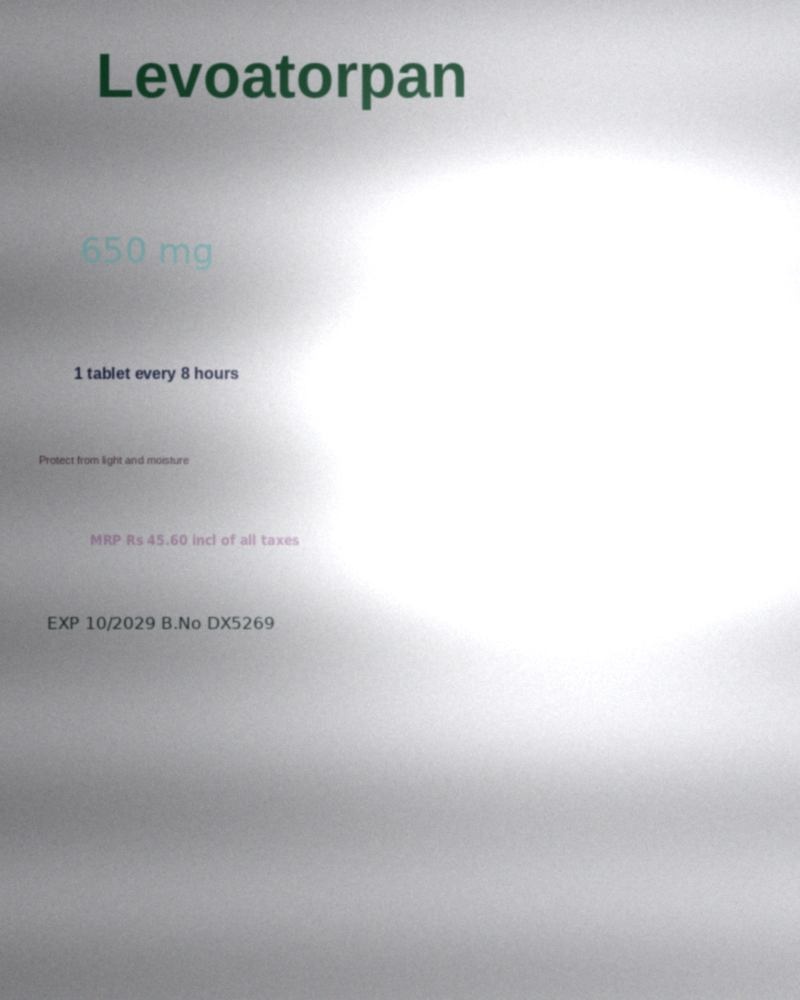 Levoatorpan
650 mg
1 tablet every 8 hours
Protect from light and moisture
MRP Rs 45.60 incl of all taxes
EXP 10/2029 B.No DX5269